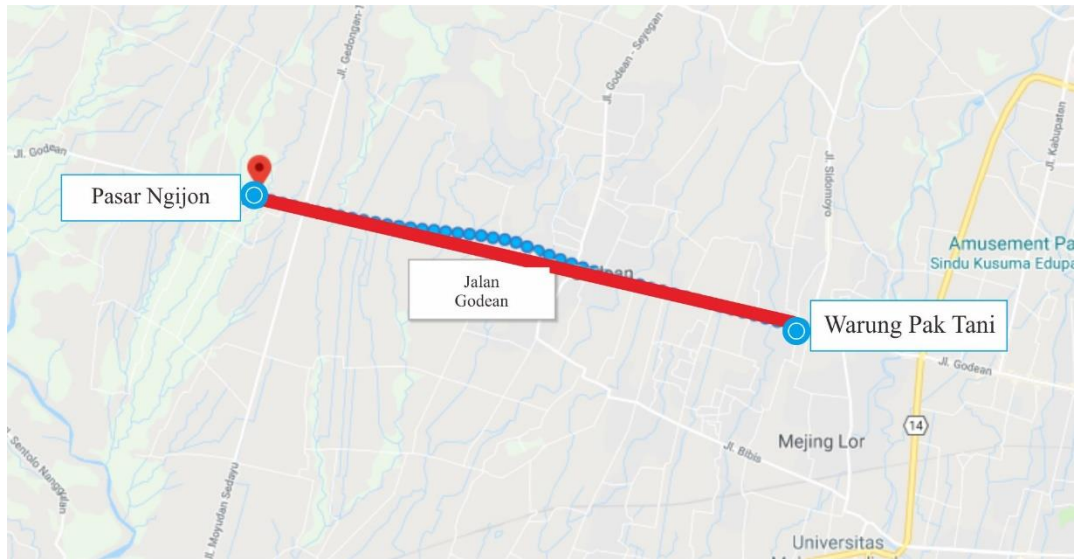 Jl. Gedongan-
Jl. Godean - Seyegan
Jl. Kabupaten
Jl. Godean
Pasar Ngijon
Jl. Sidomoyo
Amusement Pa
Sindu Kusuma Edupa
Jalan
Godean
ean
Warung Pak Tani
Jl. Godean
14
Mejing Lor
Jl. Bibis
Sentolo Nanggulan
Jl. Moyudan Sedayu
Universitas